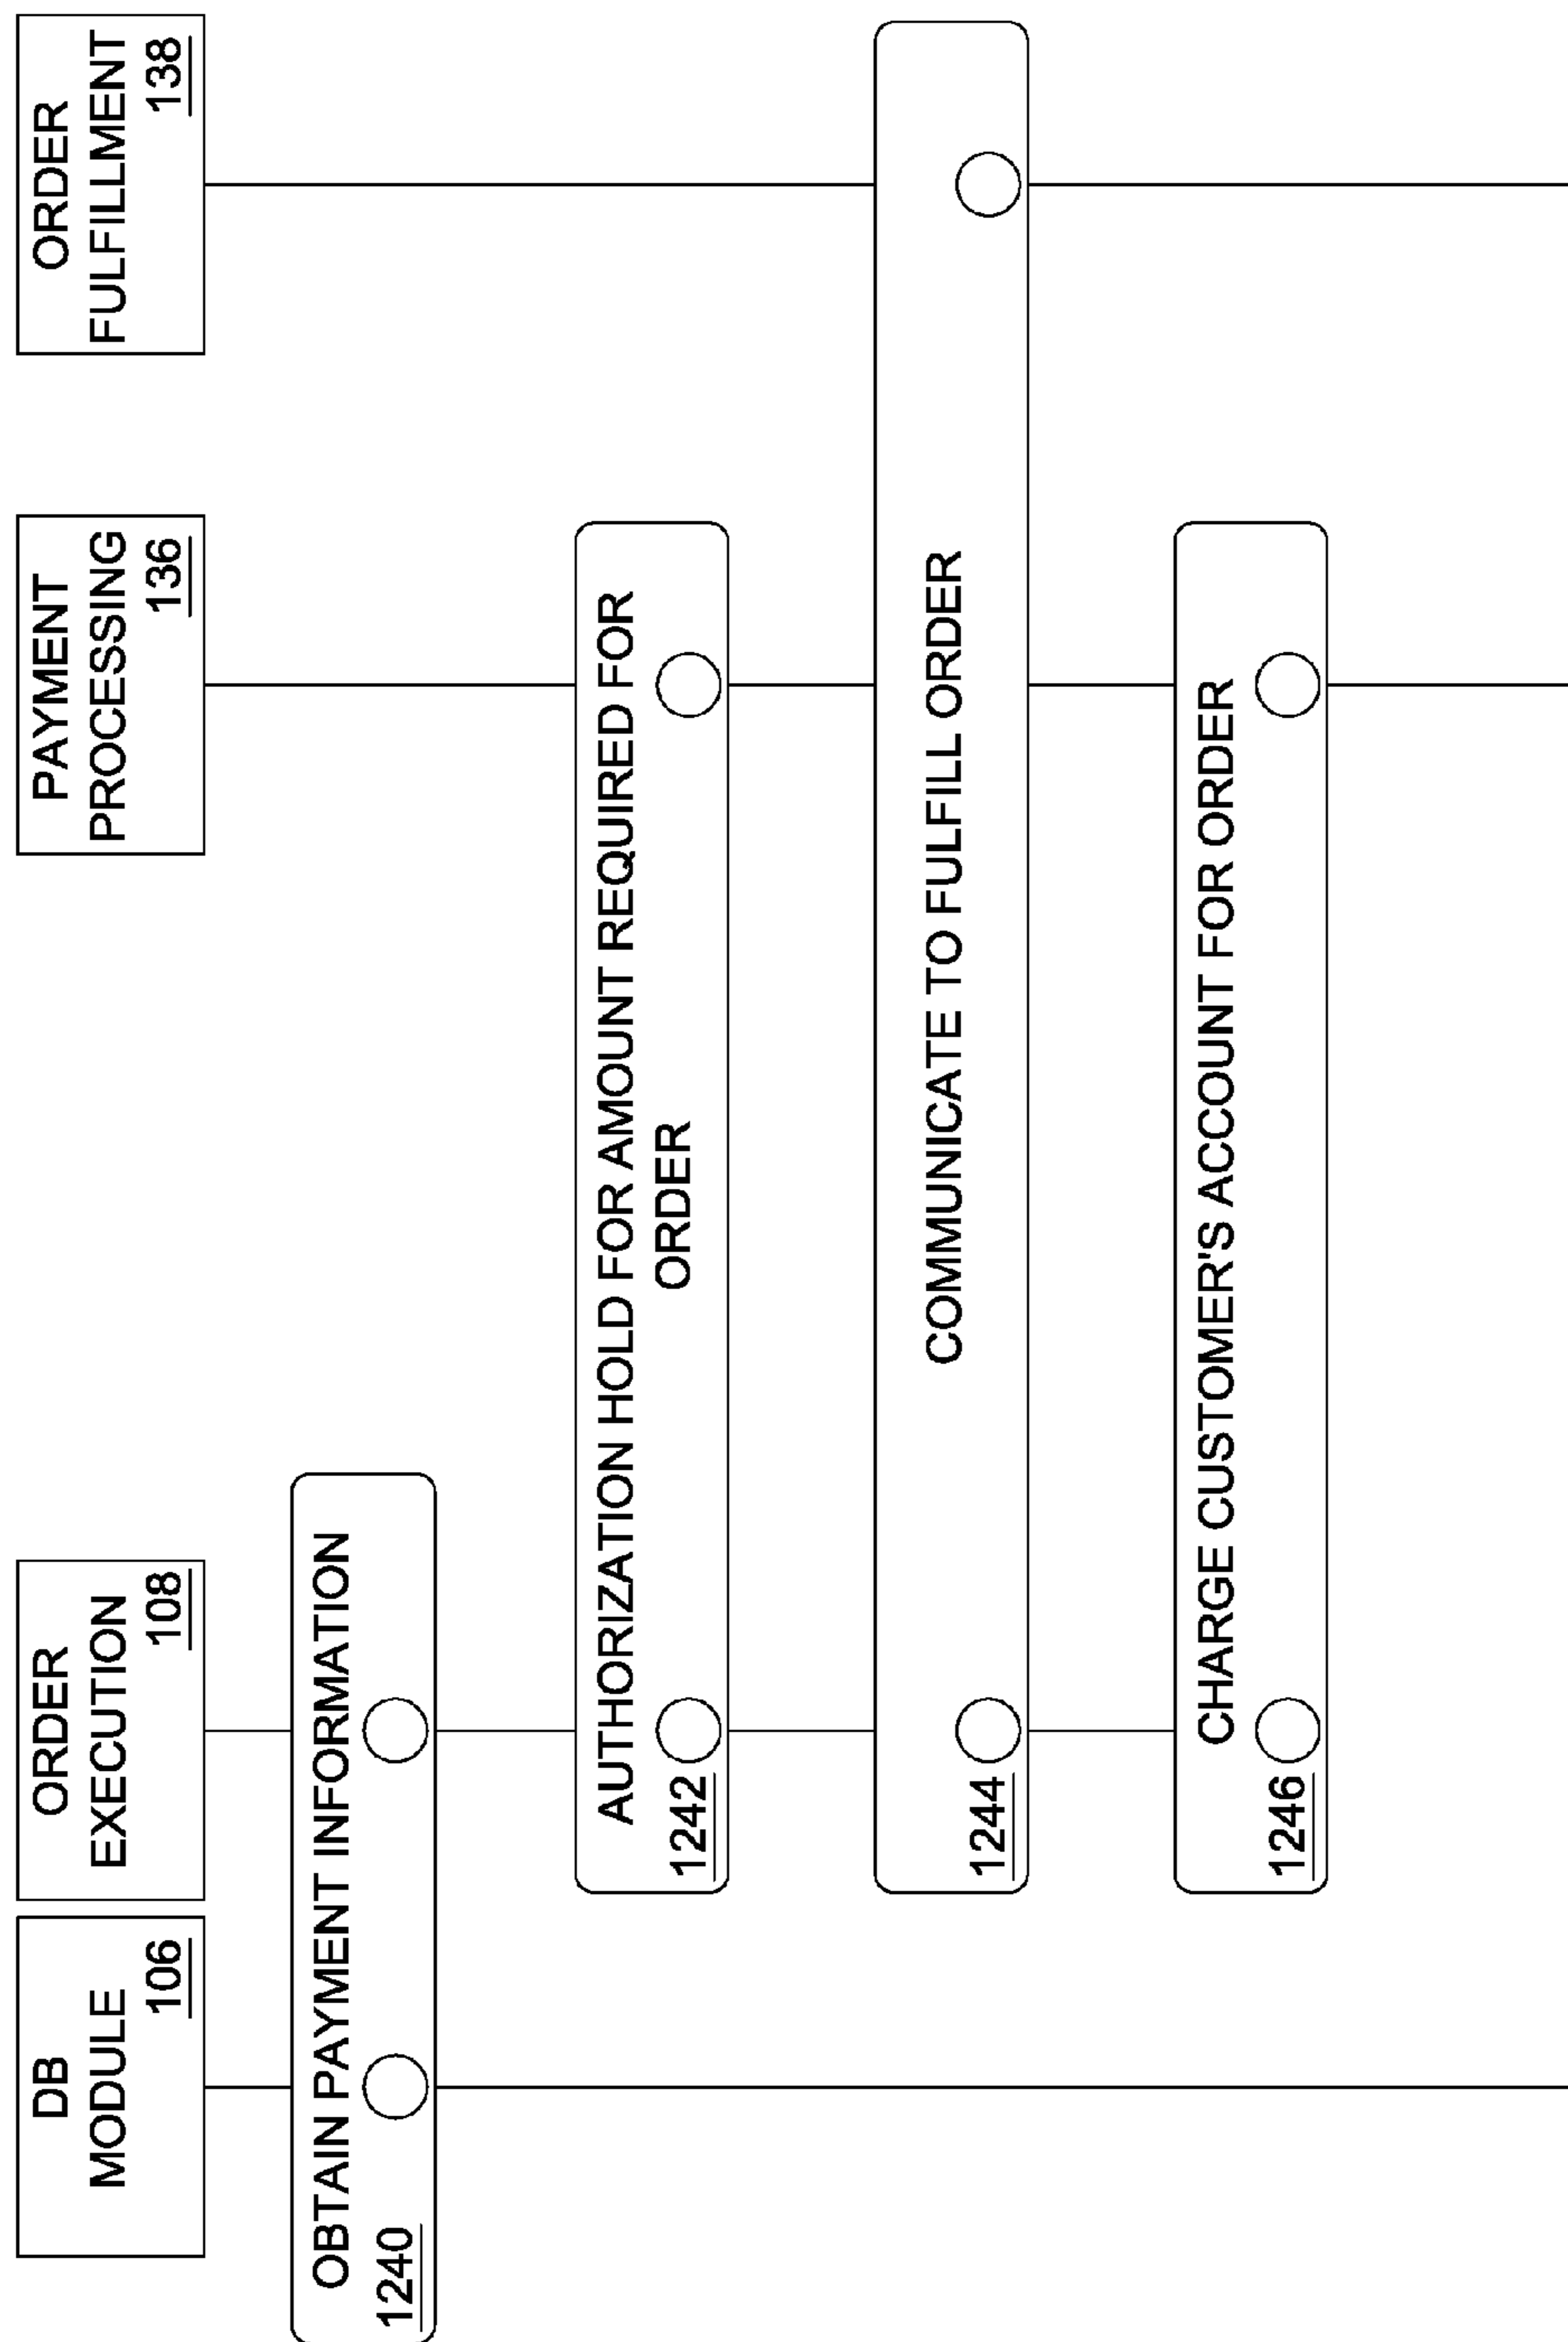 DB
MODULE
106
ORDER
EXECUTION
108
PAYMENT
PROCESSING
136
ORDER
FULFILLMENT
138
OBTAIN PAYMENT INFORMATION
1240
AUTHORIZATION HOLD FOR AMOUNT REQUIRED FOR
ORDER
1242
COMMUNICATE TO FULFILL ORDER
1244
CHARGE CUSTOMER'S ACCOUNT FOR ORDER
1246